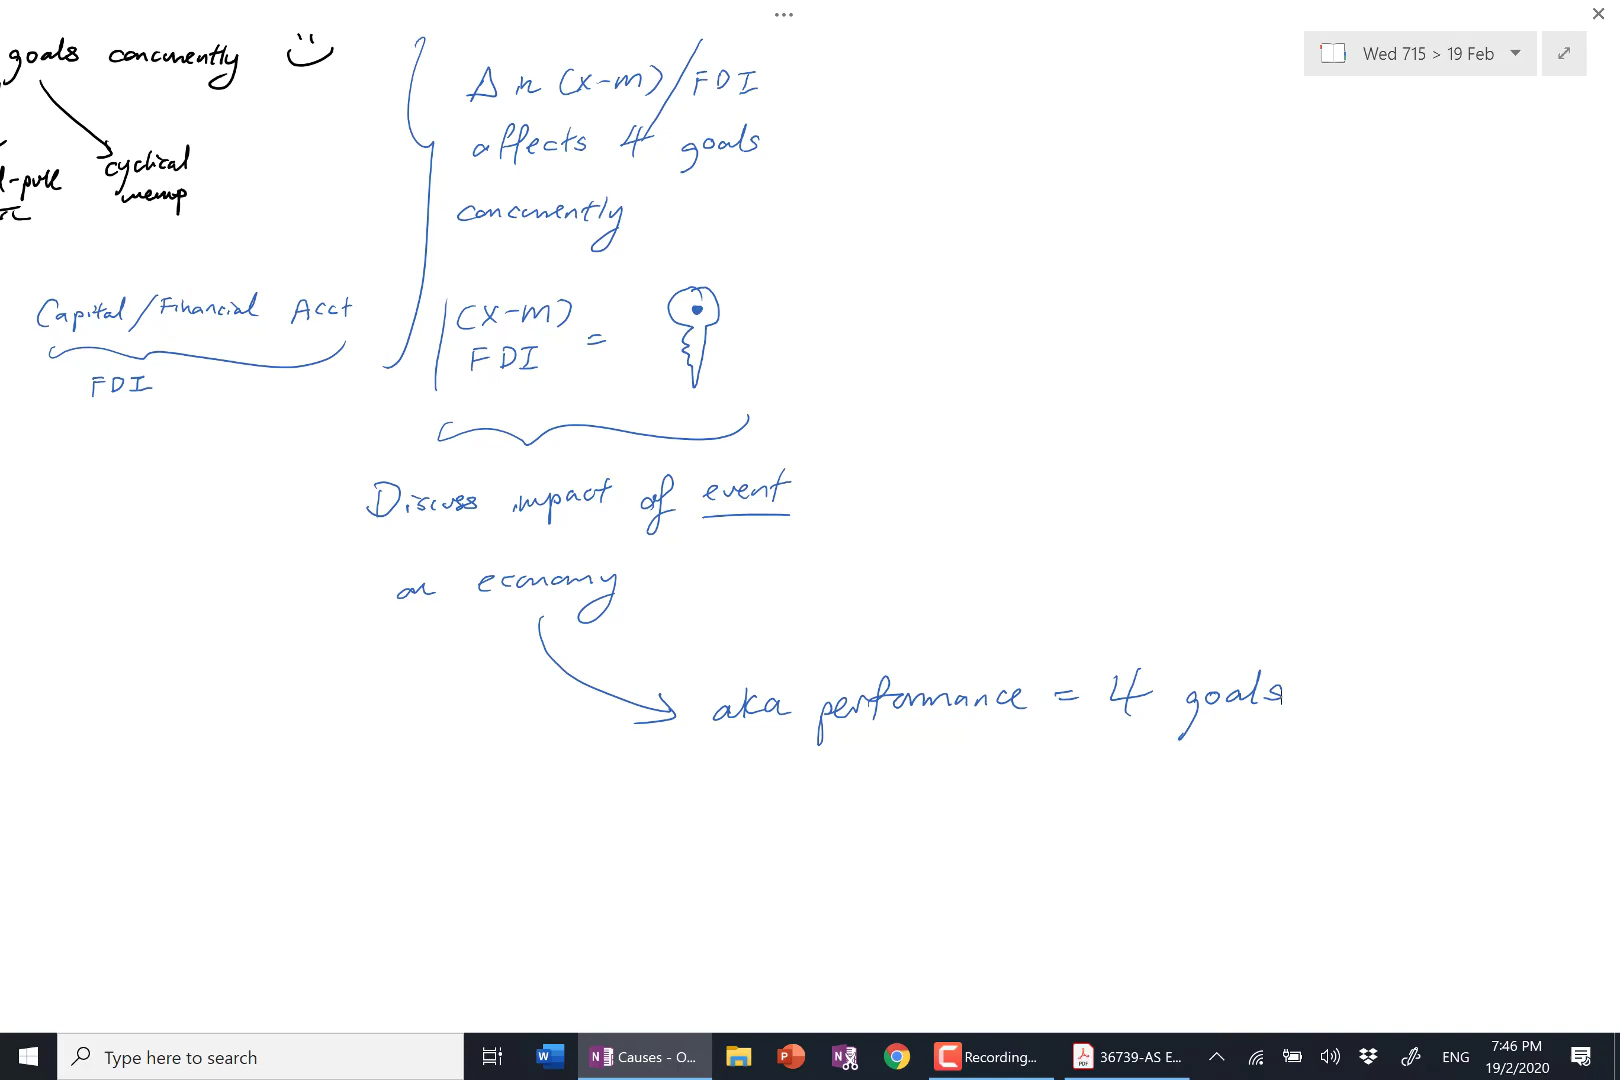 goals concurrently
cyclical
unemp
Capital/Financial Acct
FDI
Δ in (X-M)/FDI
affects 4 goals
concurrently
(X-M)
FDI =
Discuss impact of event
on economy
aka performance = 4 goals
Wed 715 > 19 Feb
Type here to search
Causes - O...
Recording...
36739-AS E...
ENG
7:46 PM
19/2/2020